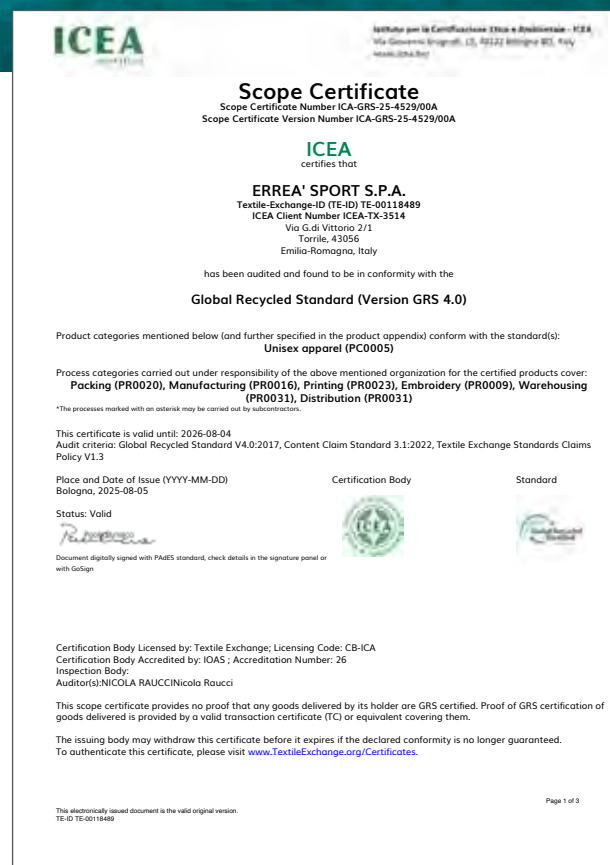 ICEA
Istituto per la Certificazione Etica e Ambientale - ICEA
Scope Certificate
Scope Certificate Number ICA-GRS-25-4529/00A
Scope Certificate Version Number ICA-GRS-25-4529/00A
ICEA
certifies that
ERREA' SPORT S.P.A.
Textile-Exchange-ID (TE-ID) TE-00118489
ICEA Client Number ICEA-TX-3514
Via G.di Vittorio 2/1
Torrile, 43056
Emilia-Romagna, Italy
has been audited and found to be in conformity with the
Global Recycled Standard (Version GRS 4.0)
Product categories mentioned below (and further specified in the product appendix) conform with the standard(s):
Unisex apparel (PC0005)
Process categories carried out under responsibility of the above mentioned organization for the certified products cover:
Packing (PR0020), Manufacturing (PR0016), Printing (PR0023), Embroidery (PR0009), Warehousing
(PR0031), Distribution (PR0031)
*The processes marked with an asterisk may be carried out by subcontractors.
This certificate is valid until: 2026-08-04
Audit criteria: Global Recycled Standard V4.0:2017, Content Claim Standard 3.1:2022, Textile Exchange Standards Claims
Policy V1.3
Place and Date of Issue (YYYY-MM-DD)
Bologna, 2025-08-05
Certification Body
Standard
Status: Valid
ICEA
Document digitally signed with PAdES standard, check details in the signature panel or
with GoSign
Certification Body Licensed by: Textile Exchange; Licensing Code: CB-ICA
Certification Body Accredited by: IOAS ; Accreditation Number: 26
Inspection Body:
Auditor(s):NICOLA RAUCCINicola Raucci
This scope certificate provides no proof that any goods delivered by its holder are GRS certified. Proof of GRS certification of
goods delivered is provided by a valid transaction certificate (TC) or equivalent covering them.
The issuing body may withdraw this certificate before it expires if the declared conformity is no longer guaranteed.
To authenticate this certificate, please visit www.TextileExchange.org/Certificates.
Page 1 of 3
This electronically issued document is the valid original version.
TE-ID TE-00118489